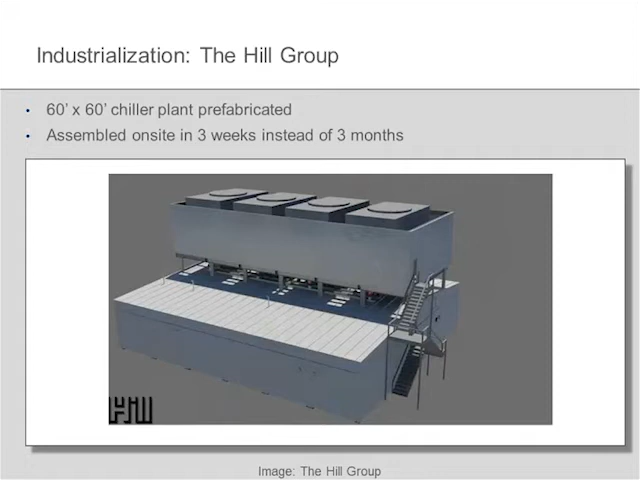 Industrialization: The Hill Group
• 60’ x 60’ chiller plant prefabricated
• Assembled onsite in 3 weeks instead of 3 months
Hill
Image: The Hill Group